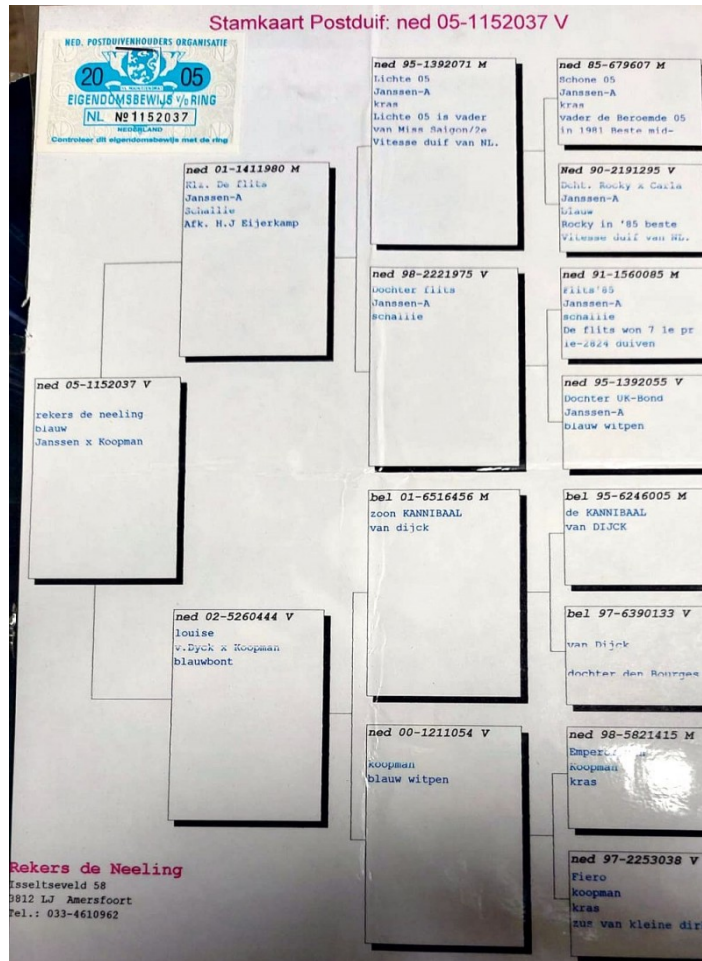 Stamkaart Postduif: ned 05-1152037 V
NED. POSTDUIVENHOUDERS ORGANISATIE
20 05
EIGENDOMSBEWIJS v/e RING
NL Nº1152037
NEDERLAND
Controleer dit eigendomsbewijs met de ring
ned 05-1152037 V
rekers de neeling
blauw
Janssen x Koopman
ned 01-1411980 M
Kls. De flits
Janssen-A
Schallie
Afk. H.J Eijerkamp
ned 02-5260444 V
louise
v.Dyck x Koopman
blauwbont
ned 95-1392071 M
Lichte 05
Janssen-A
kras
Lichte 05 is vader
van Miss Saigon/2e
Vitesse duif van NL.
ned 98-2221975 V
Dochter flits
Janssen-A
schallie
bel 01-6516456 M
zoon KANNIBAAL
van dijck
ned 00-1211054 V
koopman
blauw witpen
ned 85-679607 M
Schone 05
Janssen-A
kras
vader de Beroemde 05
in 1981 Beste mid-
Ned 90-2191295 V
Dcht. Rocky x Carla
Janssen-A
blauw
Rocky in '85 beste
Vitesse duif van NL.
ned 91-1560085 M
Flits'85
Janssen-A
schallie
De flits won 7 1e pr
1e-2824 duiven
ned 95-1392055 V
Dochter UK-Bond
Janssen-A
blauw witpen
bel 95-6246005 M
de KANNIBAAL
van DIJCK
bel 97-6390133 V
van Dijck
dochter den Bourges
ned 98-5821415 M
Koopman
kras
ned 97-2253038 V
Fiero
koopman
kras
zus van kleine dir
Rekers de Neeling
Isseltseveld 58
3812 LJ Amersfoort
Tel.: 033-4610962